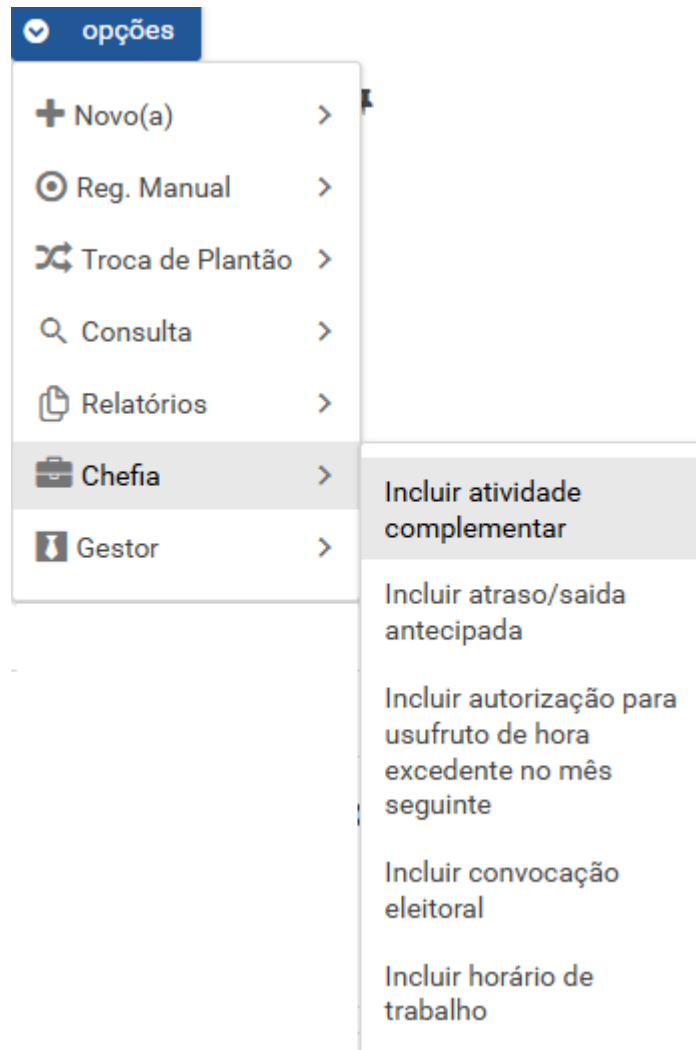 opções
Novo(a)
Reg. Manual
Troca de Plantão
Consulta
Relatórios
Chefia
Gestor
Incluir atividade
complementar
Incluir atraso/saida
antecipada
Incluir autorização para
usufruto de hora
excedente no mês
seguinte
Incluir convocação
eleitoral
Incluir horário de
trabalho